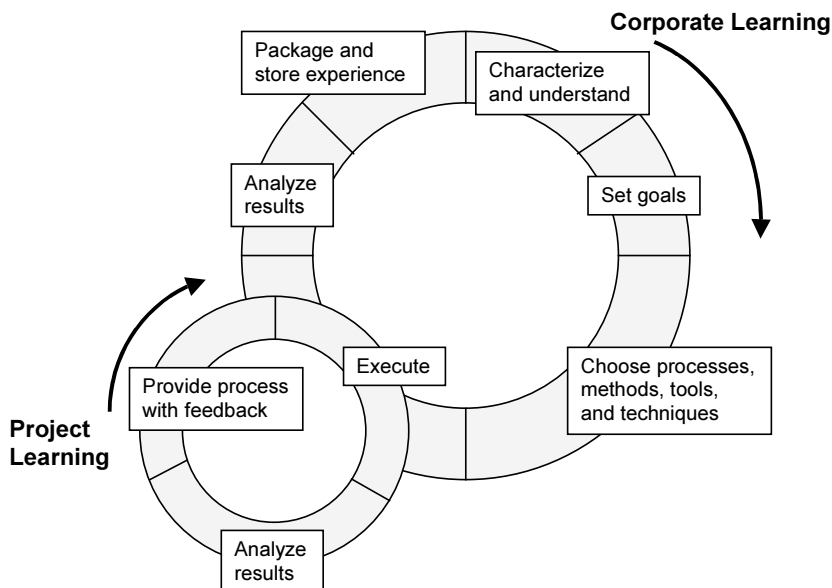 Corporate Learning
Package and
store experience
Characterize
and understand
Analyze
results
Set goals
Execute
Choose processes,
methods, tools,
and techniques
Provide process
with feedback
Project
Learning
Analyze
results